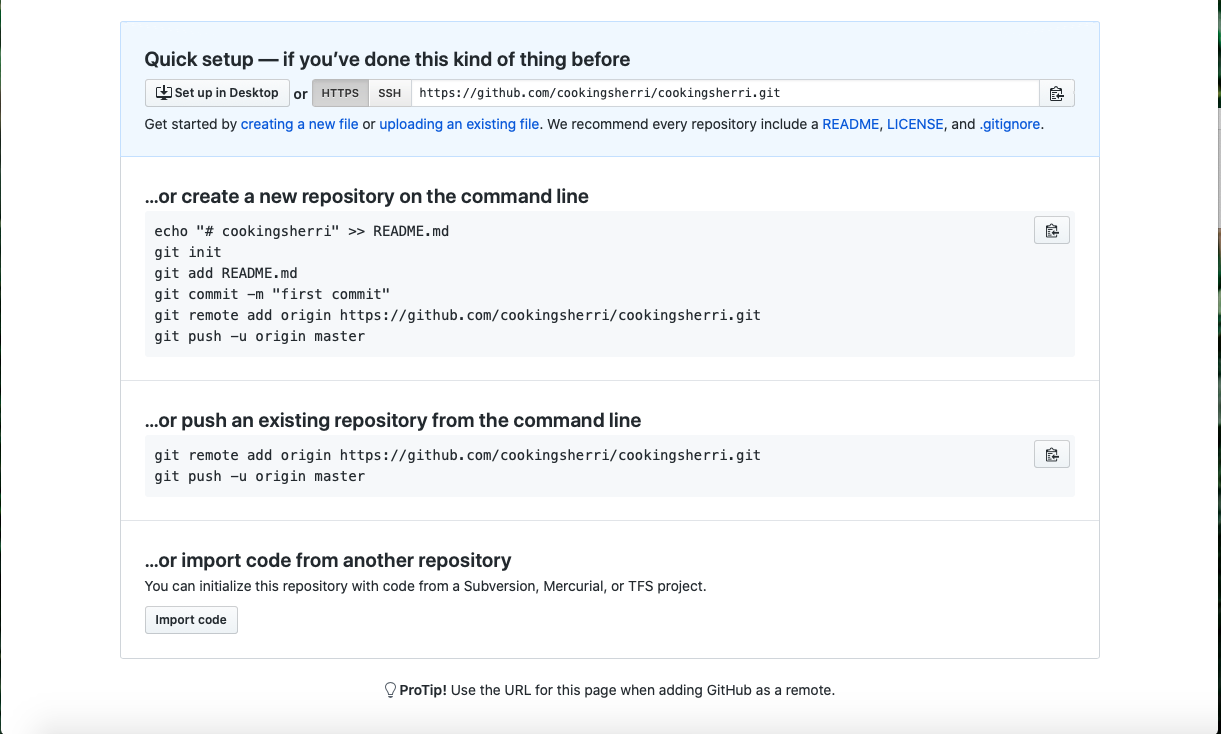 Quick setup — if you’ve done this kind of thing before
Set up in Desktop or HTTPS SSH https://github.com/cookingsherri/cookingsherri.git
Get started by creating a new file or uploading an existing file. We recommend every repository include a README, LICENSE, and .gitignore.
…or create a new repository on the command line
echo "# cookingsherri" >> README.md
git init
git add README.md
git commit -m "first commit"
git remote add origin https://github.com/cookingsherri/cookingsherri.git
git push -u origin master
…or push an existing repository from the command line
git remote add origin https://github.com/cookingsherri/cookingsherri.git
git push -u origin master
…or import code from another repository
You can initialize this repository with code from a Subversion, Mercurial, or TFS project.
Import code
ProTip! Use the URL for this page when adding GitHub as a remote.